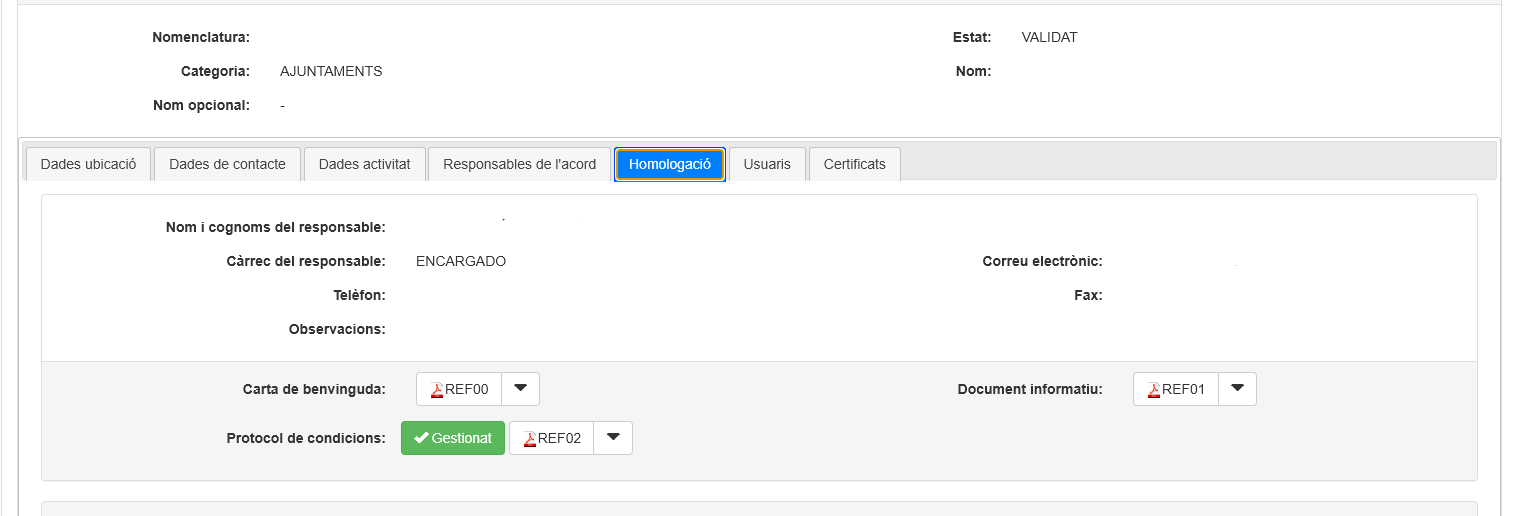 Nomenclatura:
Estat: VALIDAT
Categoria: AJUNTAMENTS
Nom:
Nom opcional: -
Dades ubicació Dades de contacte Dades activitat Responsables de l'acord Homologació Usuaris Certificats
Nom i cognoms del responsable:
Càrrec del responsable: ENCARGADO
Correu electrònic:
Telèfon:
Fax:
Observacions:
Carta de benvinguda: REF00
Document informatiu: REF01
Protocol de condicions: Gestionat REF02